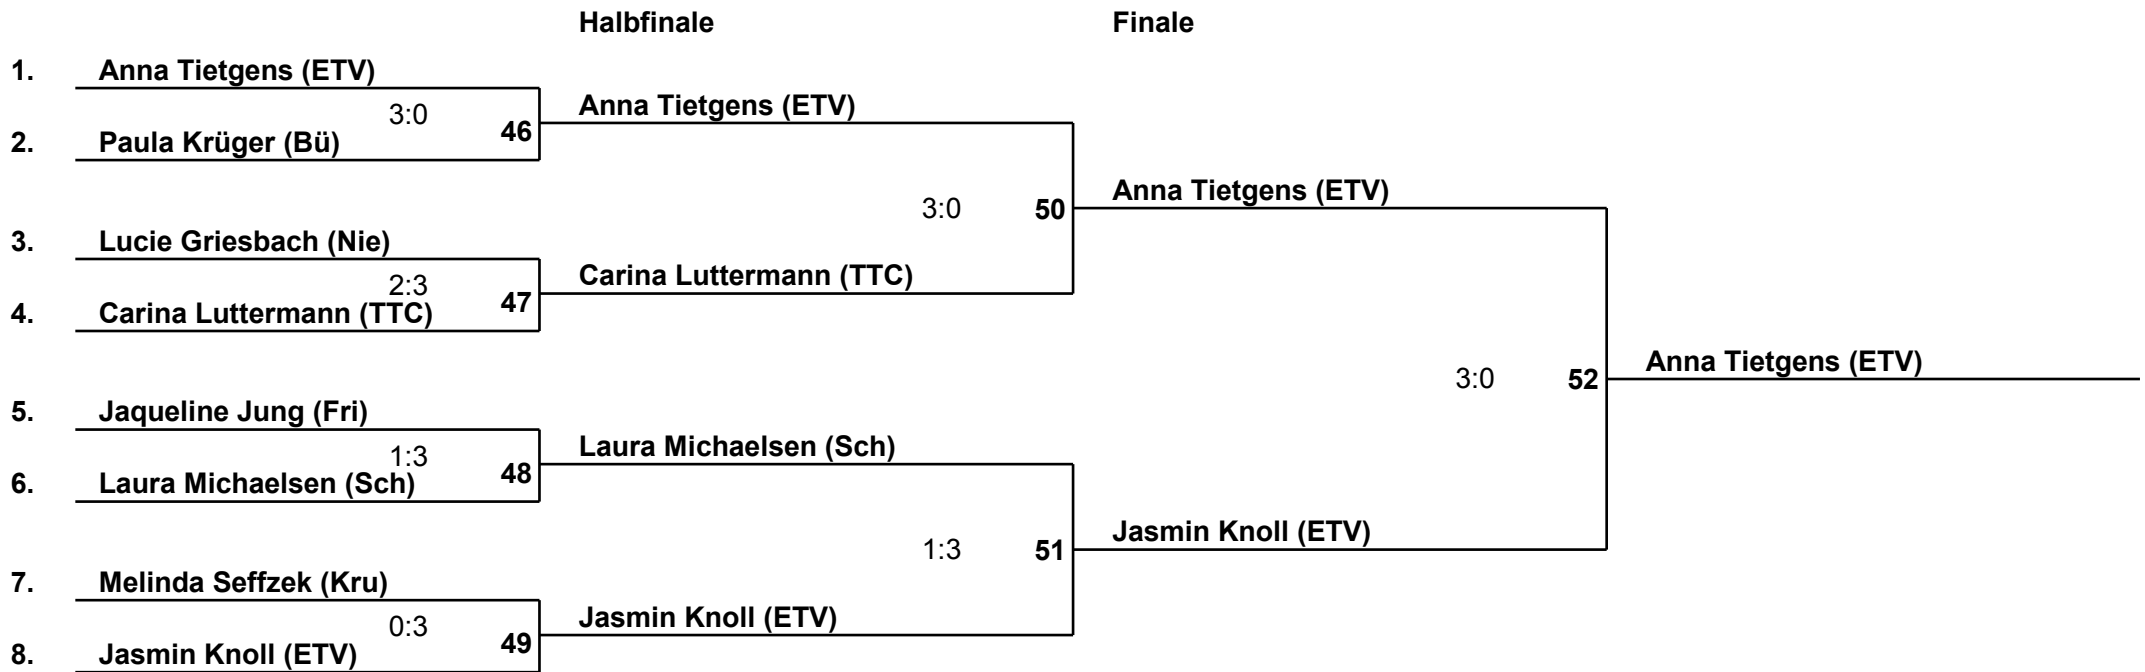 Halbfinale Finale
1. Anna Tietgens (ETV)
3:0
46
Anna Tietgens (ETV)
2. Paula Krüger (Bü)
3:0
50
Anna Tietgens (ETV)
3. Lucie Griesbach (Nie)
2:3
47
Carina Luttermann (TTC)
4. Carina Luttermann (TTC)
3:0
52
Anna Tietgens (ETV)
5. Jaqueline Jung (Fri)
1:3
48
Laura Michaelsen (Sch)
6. Laura Michaelsen (Sch)
1:3
51
Jasmin Knoll (ETV)
7. Melinda Seffzek (Kru)
0:3
49
Jasmin Knoll (ETV)
8. Jasmin Knoll (ETV)